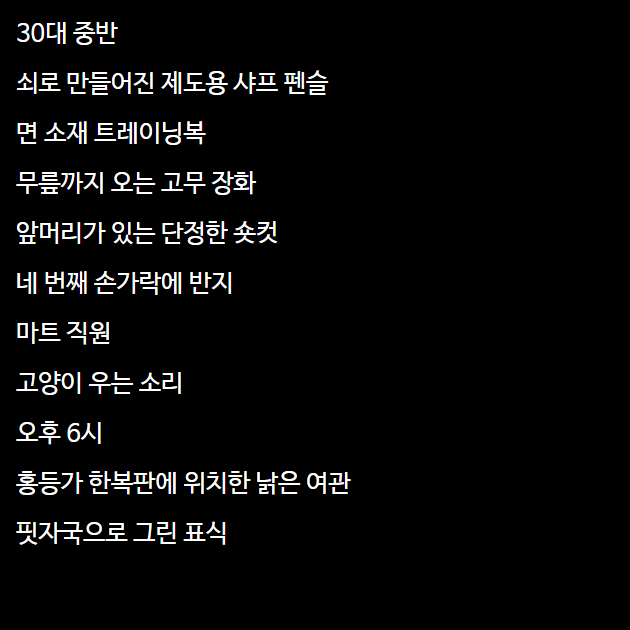 30대 중반
쇠로 만들어진 제도용 샤프 펜슬
면 소재 트레이닝복
무릎까지 오는 고무 장화
앞머리가 있는 단정한 숏컷
네 번째 손가락에 반지
마트 직원
고양이 우는 소리
오후 6시
홍등가 한복판에 위치한 낡은 여관
핏자국으로 그린 표식